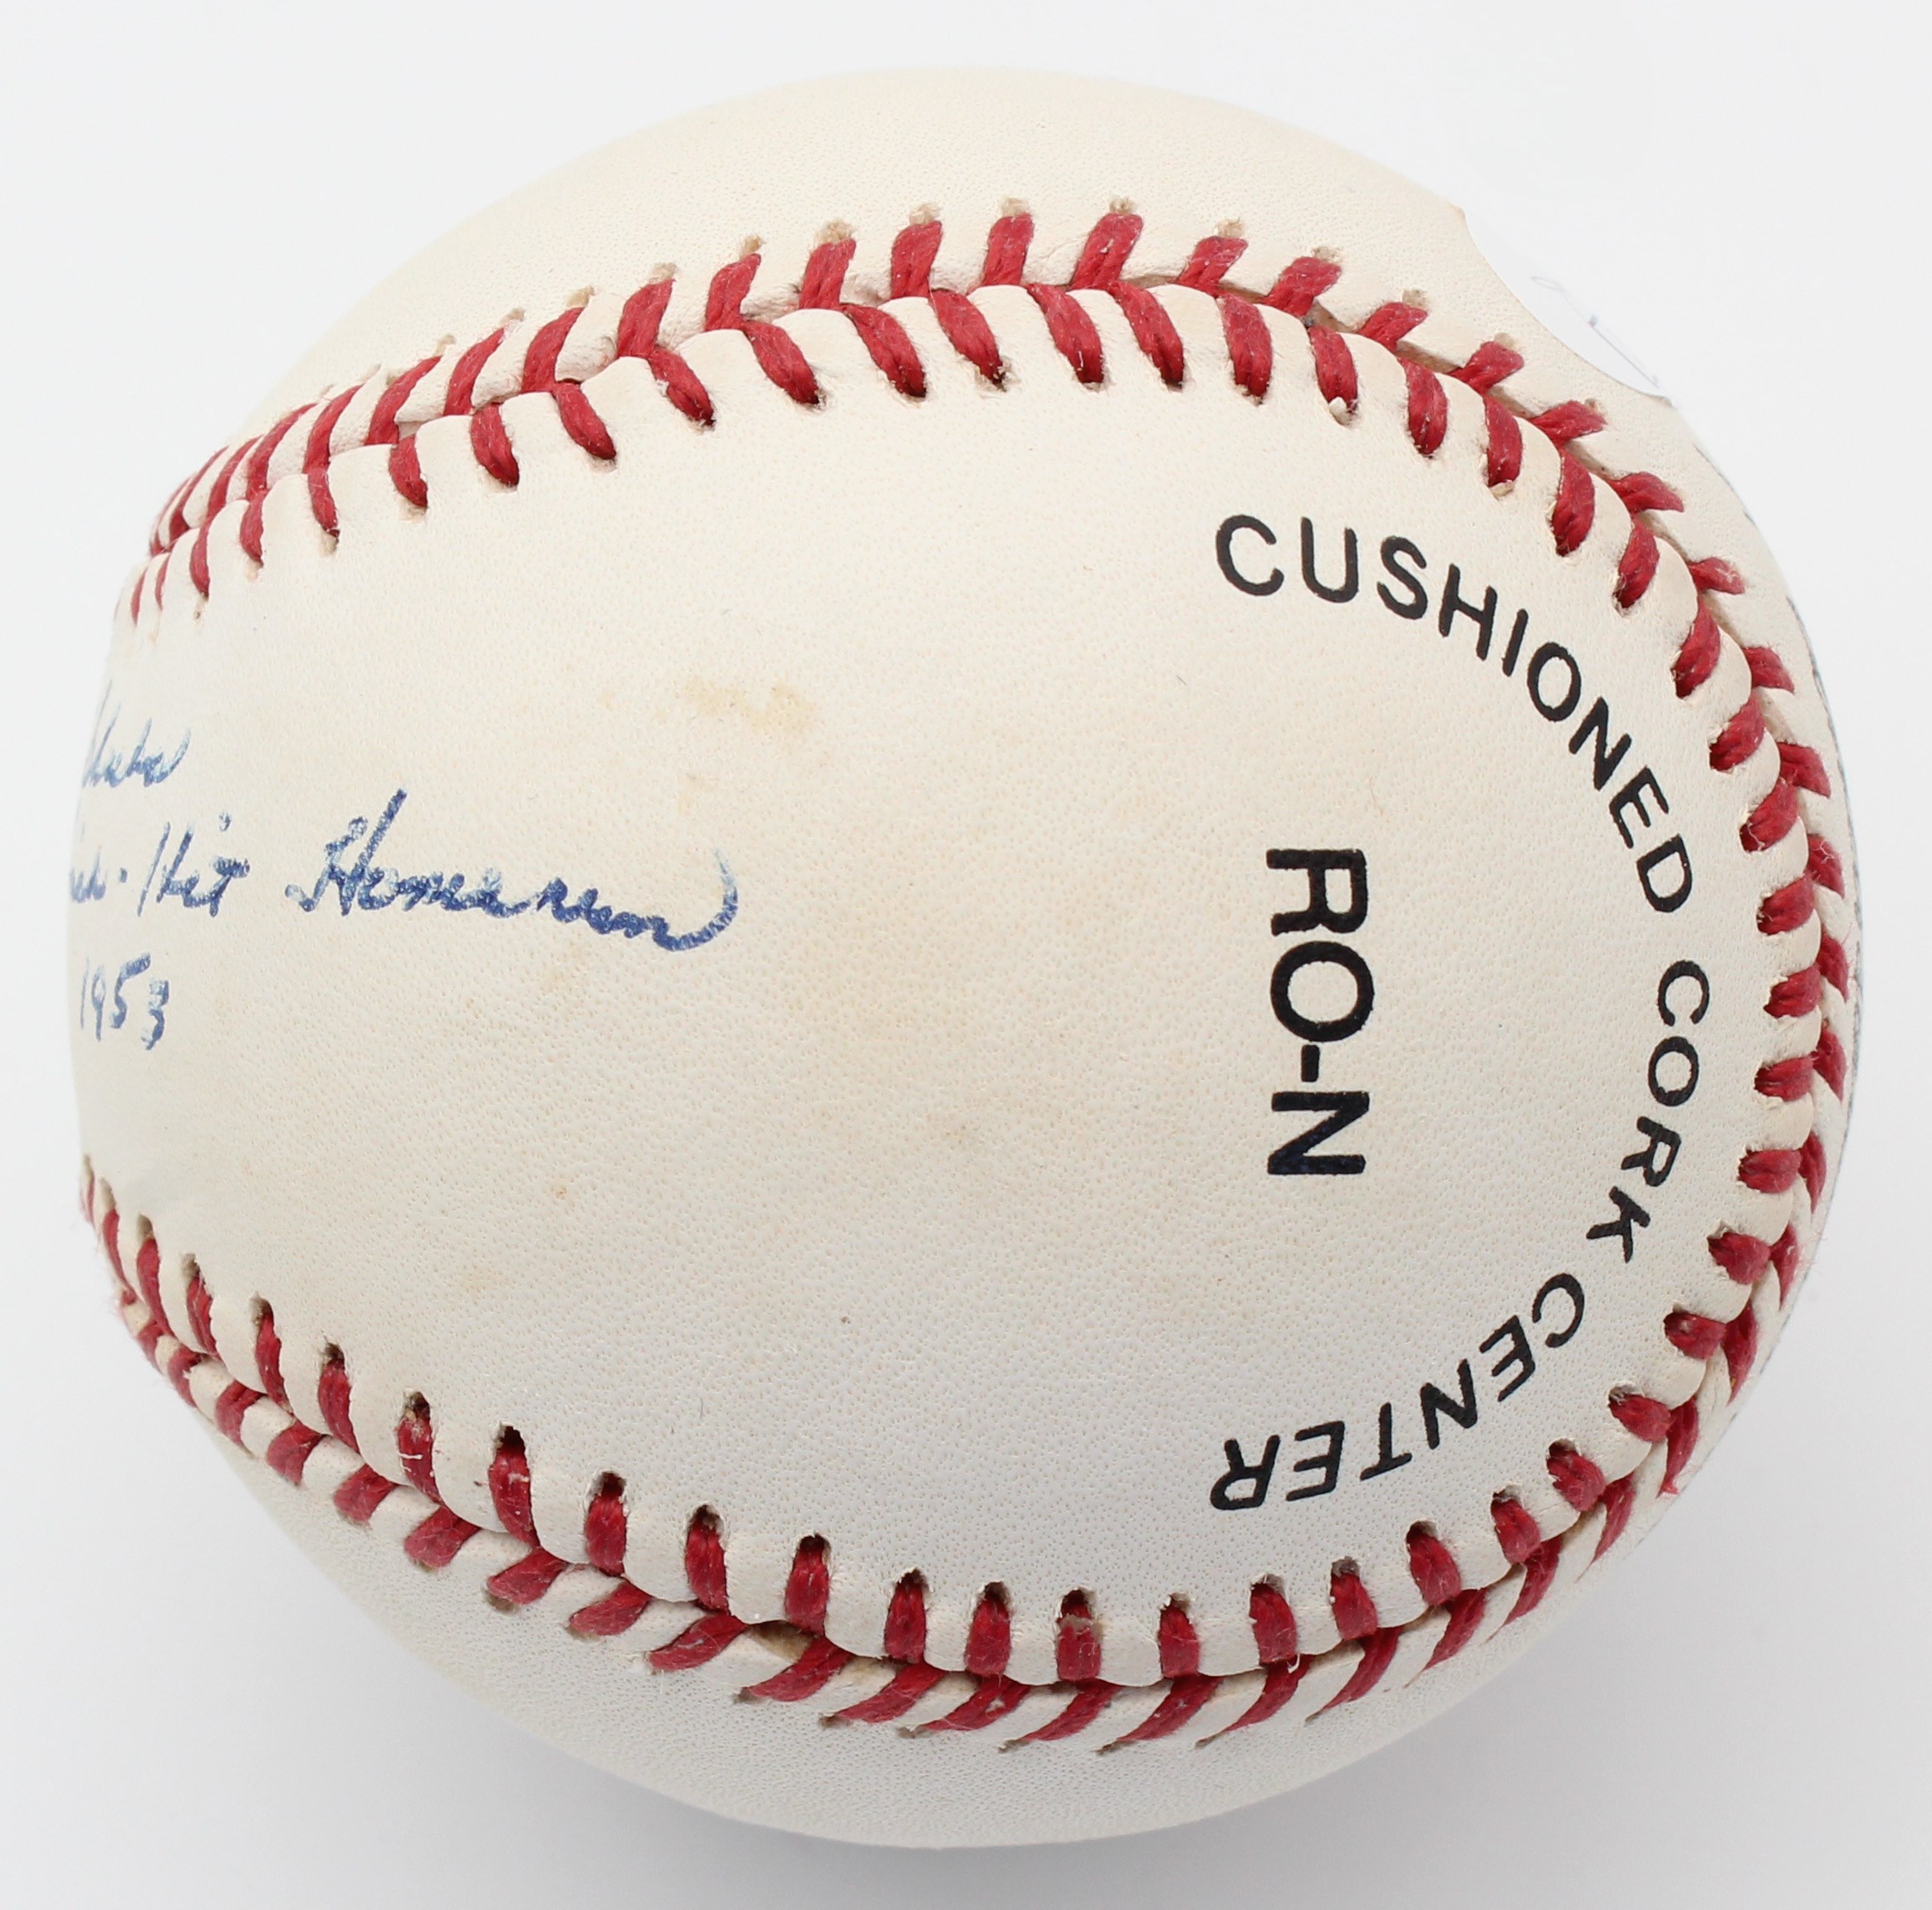 CUSHIONED CORK CENTER
RO-N
Hit Homerun
1953